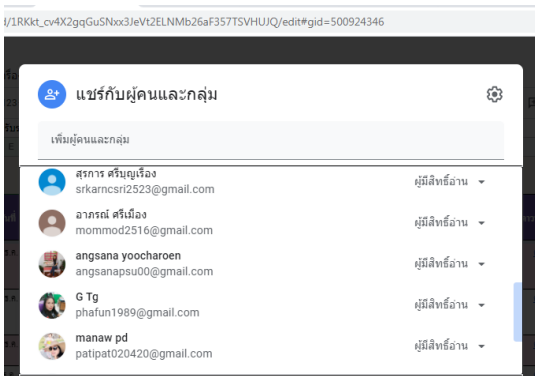 d/1RKkt_cv4X2gqGuSNxx3JeVt2ELNMb26aF357TSVHUJQ/edit#gid=500924346
แชร์กับผู้คนและกลุ่ม
เพิ่มผู้คนและกลุ่ม
สุรการ ศรีบุญเรือง
srkarncsri2523@gmail.com
ผู้มีสิทธิ์อ่าน
อาภรณ์ ศรีเมือง
mommod2516@gmail.com
ผู้มีสิทธิ์อ่าน
angsana yoocharoen
angsanapsu00@gmail.com
ผู้มีสิทธิ์อ่าน
G Tg
phafun1989@gmail.com
ผู้มีสิทธิ์อ่าน
manaw pd
patipat020420@gmail.com
ผู้มีสิทธิ์อ่าน